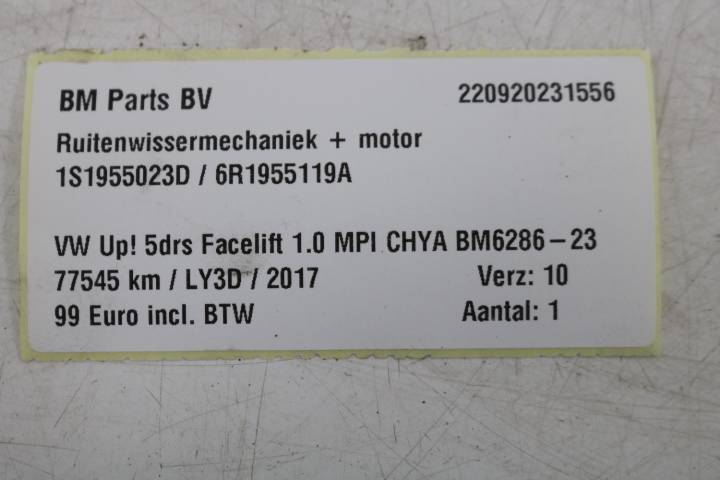 BM Parts BV 220920231556
Ruitenwissermechaniek + motor
1S1955023D / 6R1955119A
VW Up! 5drs Facelift 1.0 MPI CHYA BM6286-23
77545 km / LY3D / 2017 Verz: 10
99 Euro incl. BTW Aantal: 1